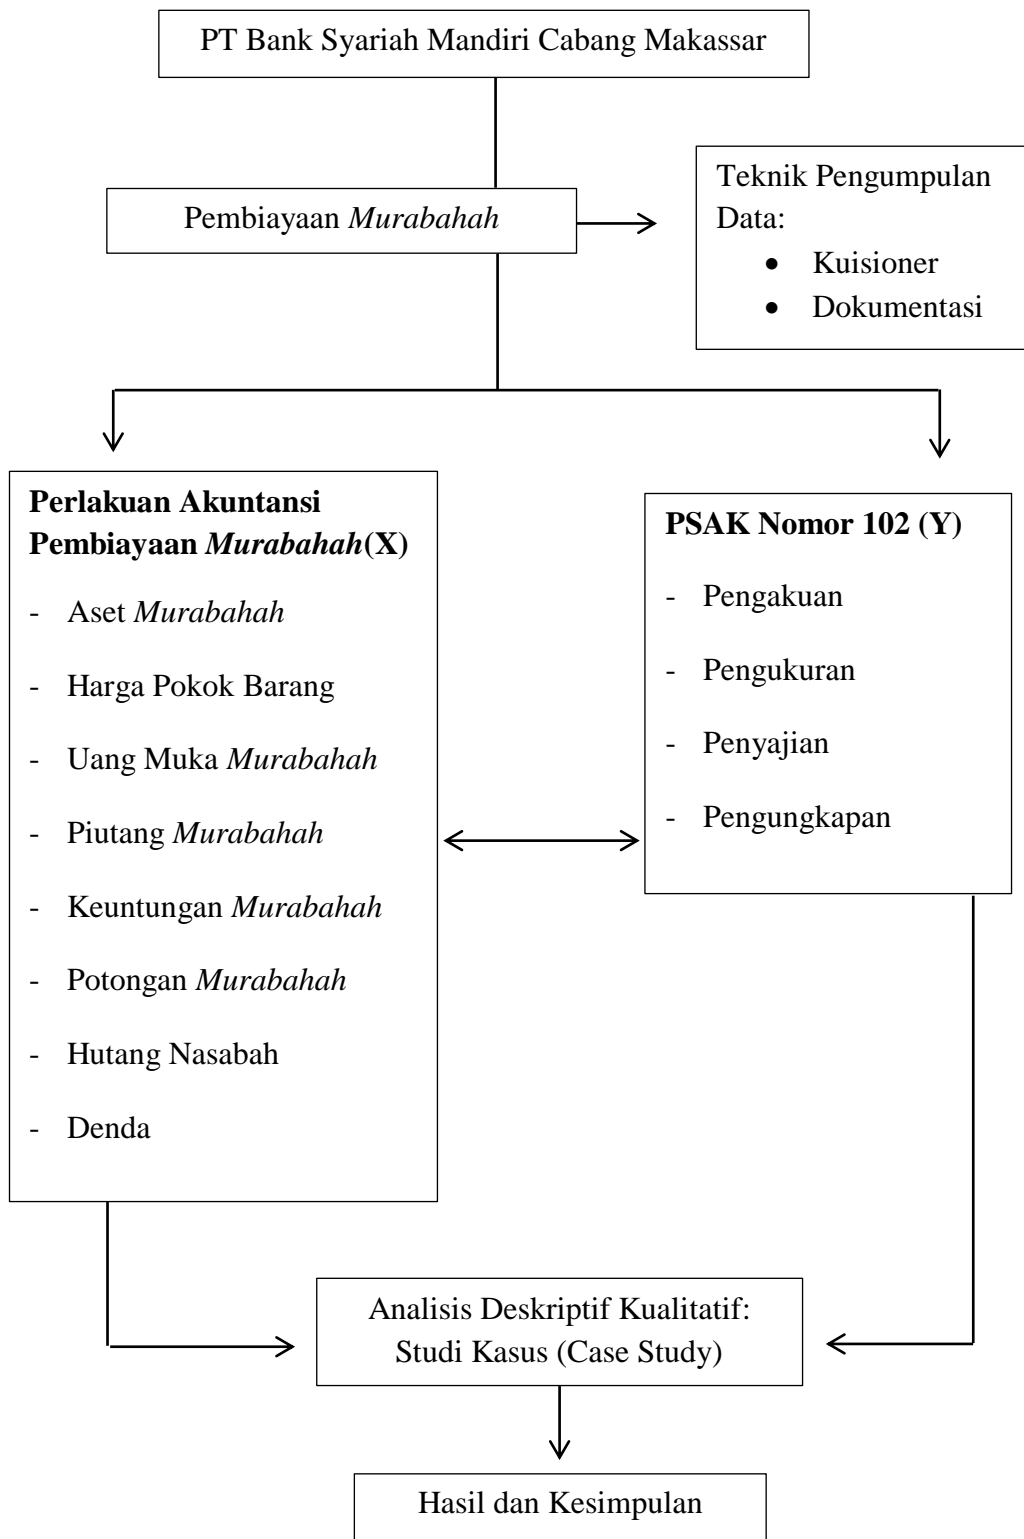 PT Bank Syariah Mandiri Cabang Makassar
Pembiayaan Murabahah
Teknik Pengumpulan
Data:
• Kuisioner
• Dokumentasi
Perlakuan Akuntansi
Pembiayaan Murabahah(X)
- Aset Murabahah
- Harga Pokok Barang
- Uang Muka Murabahah
- Piutang Murabahah
- Keuntungan Murabahah
- Potongan Murabahah
- Hutang Nasabah
- Denda
PSAK Nomor 102 (Y)
- Pengakuan
- Pengukuran
- Penyajian
- Pengungkapan
Analisis Deskriptif Kualitatif:
Studi Kasus (Case Study)
Hasil dan Kesimpulan